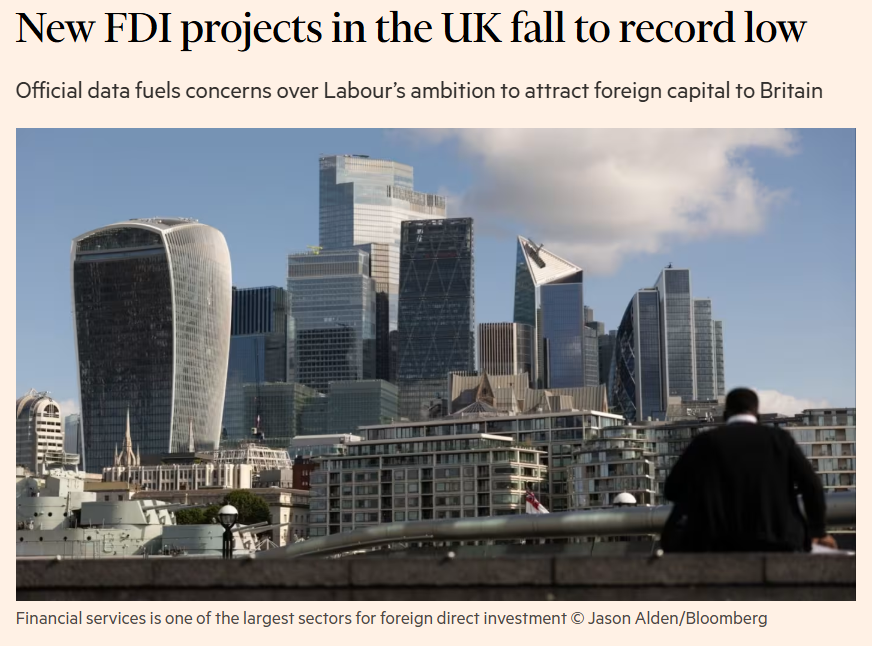 New FDI projects in the UK fall to record low
Official data fuels concerns over Labour’s ambition to attract foreign capital to Britain
Financial services is one of the largest sectors for foreign direct investment © Jason Alden/Bloomberg